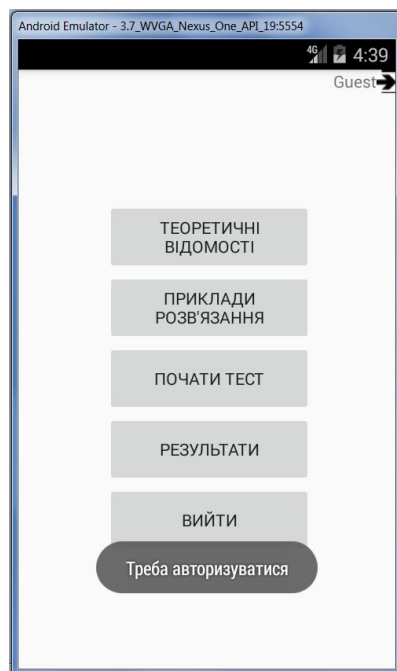 Android Emulator - 3.7_WVGA_Nexus_One_API_19:5554
4G 4:39
Guest
ТЕОРЕТИЧНІ
ВІДОМОСТІ
ПРИКЛАДИ
РОЗВ'ЯЗАННЯ
ПОЧАТИ ТЕСТ
РЕЗУЛЬТАТИ
ВИЙТИ
Треба авторизуватися